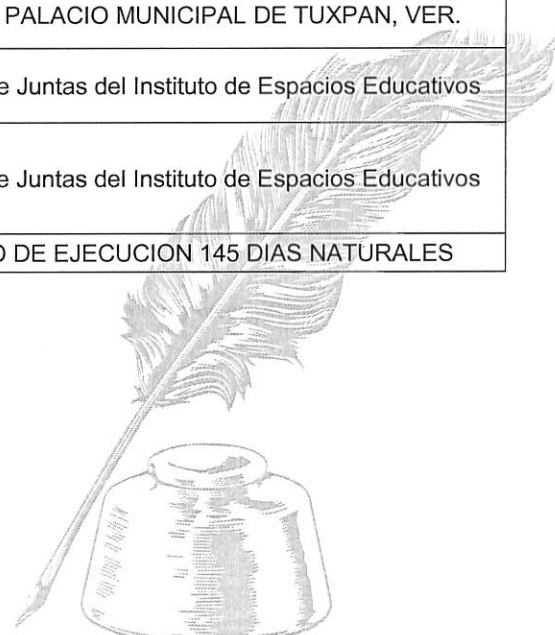 PALACIO MUNICIPAL DE TUXPAN, VER.
e Juntas del Instituto de Espacios Educativos
e Juntas del Instituto de Espacios Educativos
O DE EJECUCION 145 DIAS NATURALES